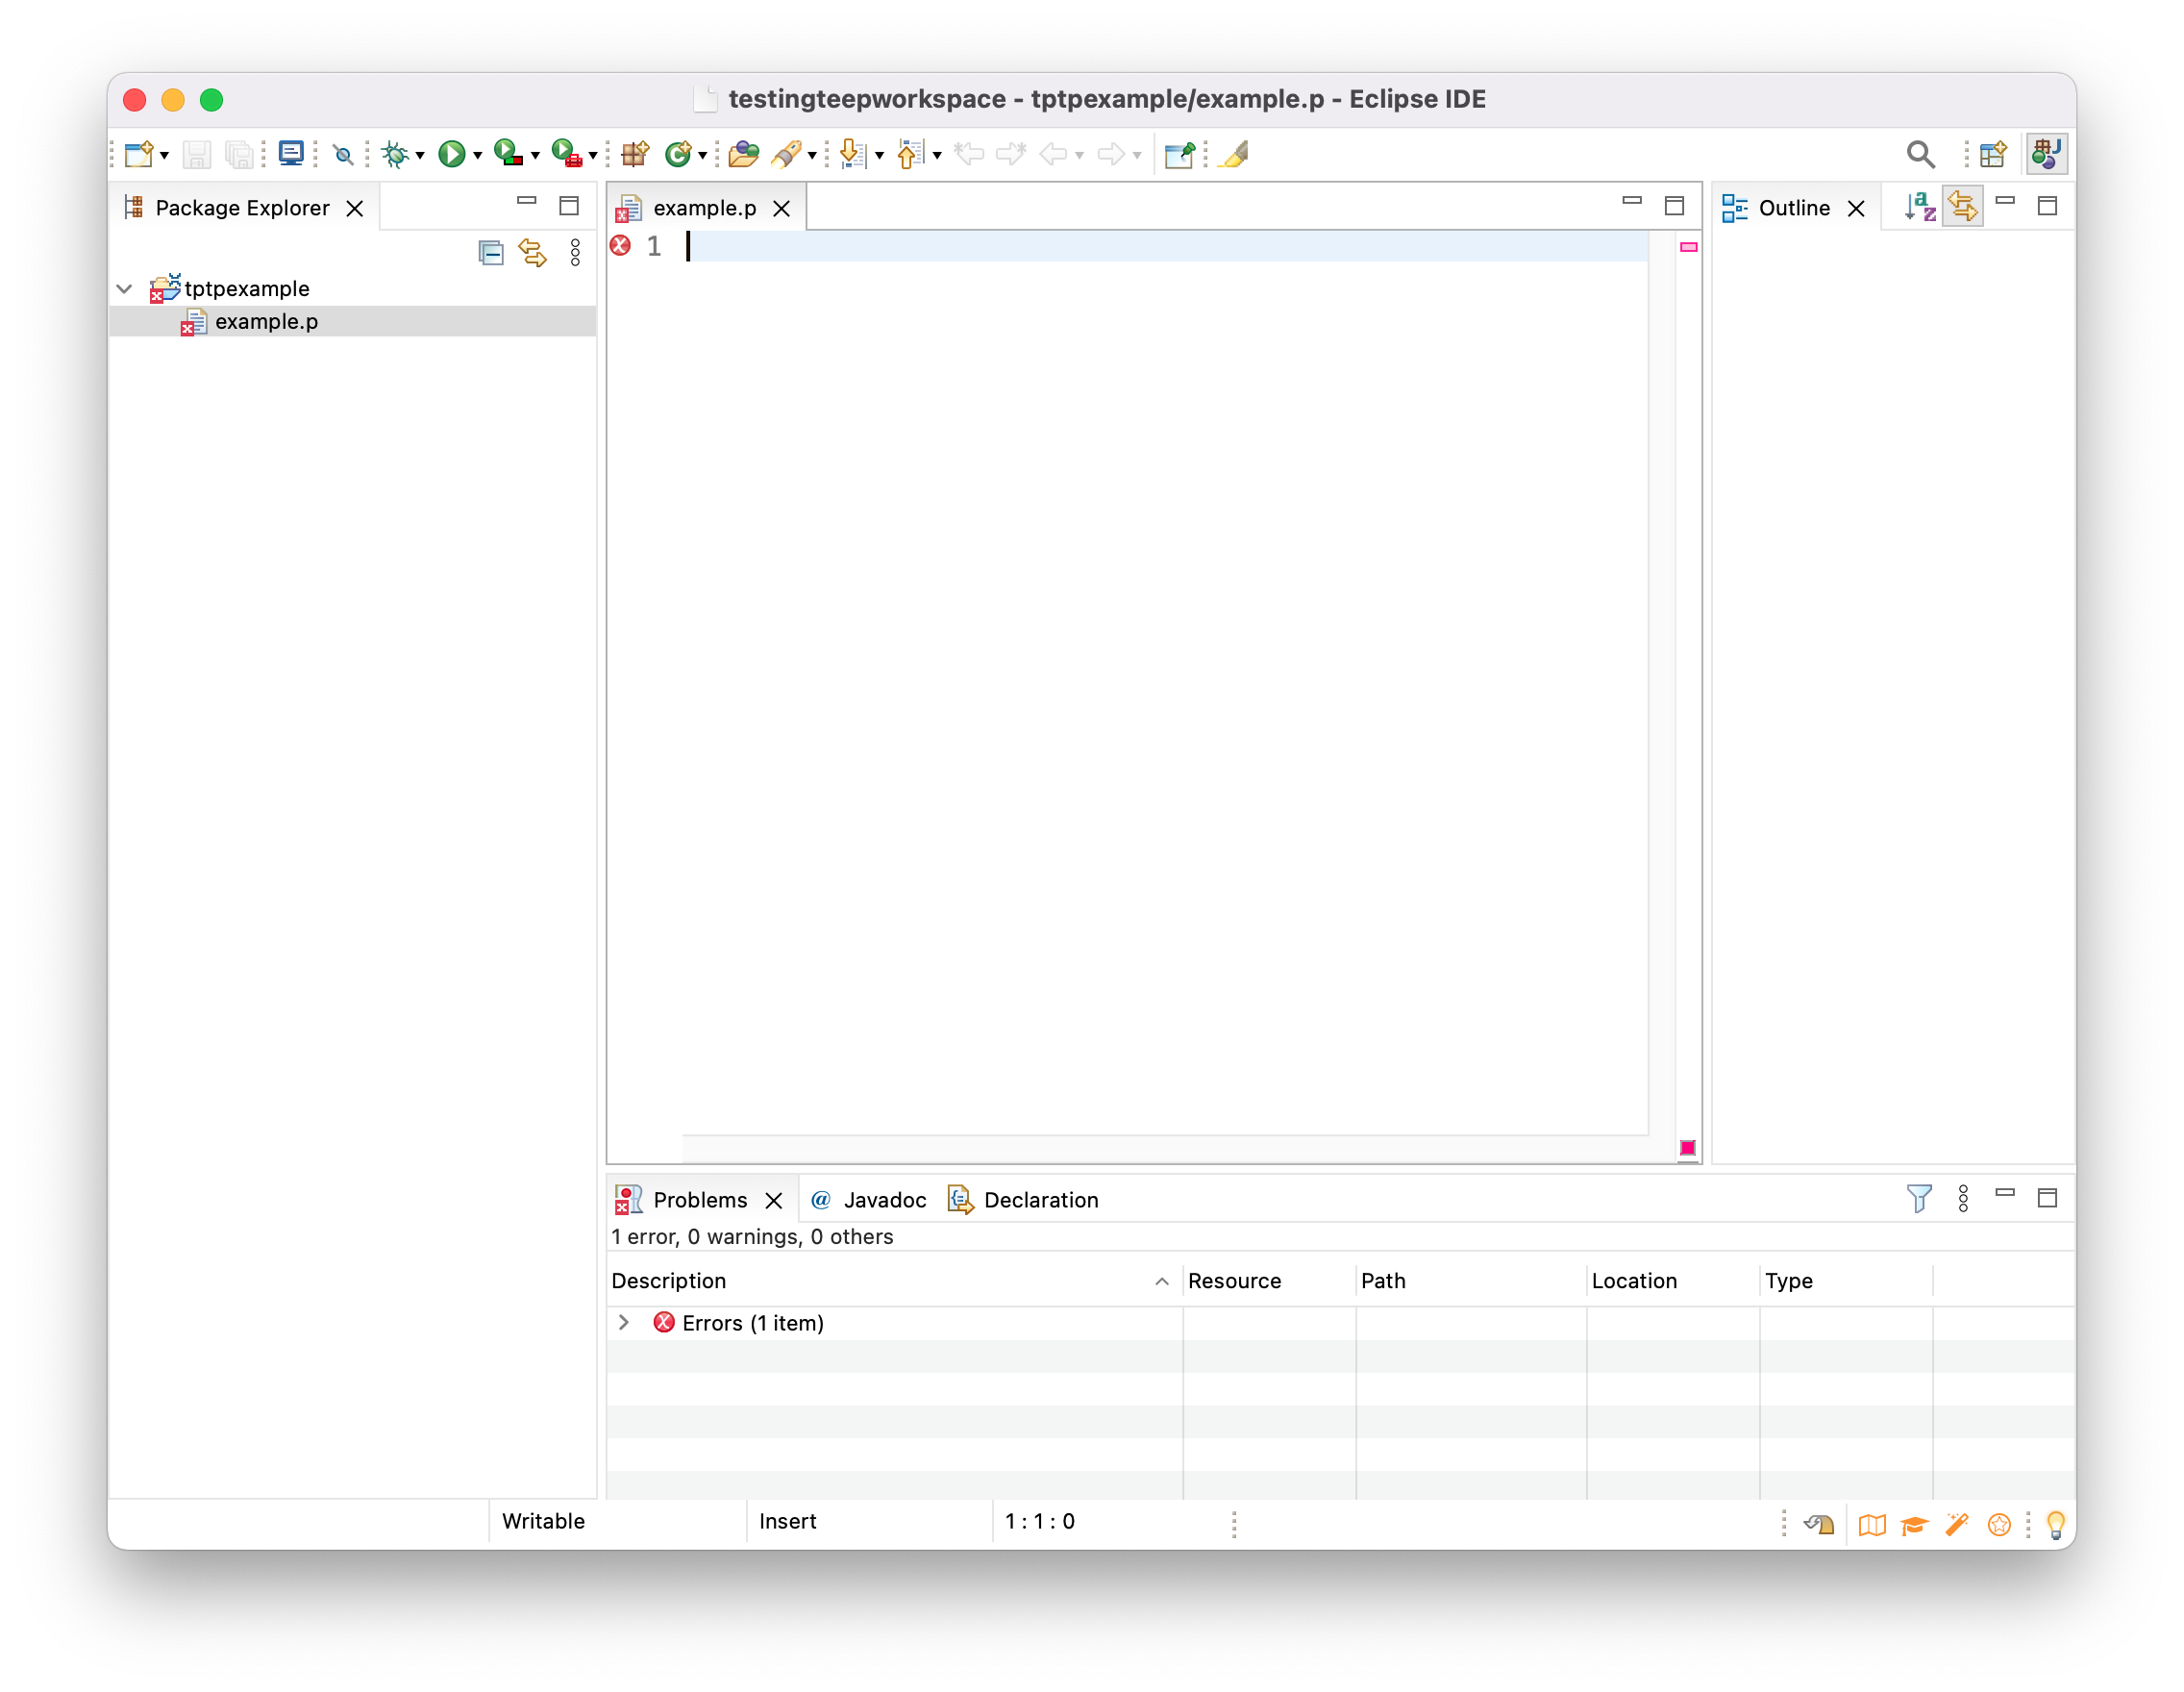 testingteepworkspace - tptpexample/example.p - Eclipse IDE
Package Explorer
example.p
Outline
1
tptpexample
example.p
Problems
@ Javadoc
Declaration
1 error, 0 warnings, 0 others
Description
Resource
Path
Location
Type
Errors (1 item)
Writable
Insert
1 : 1 : 0